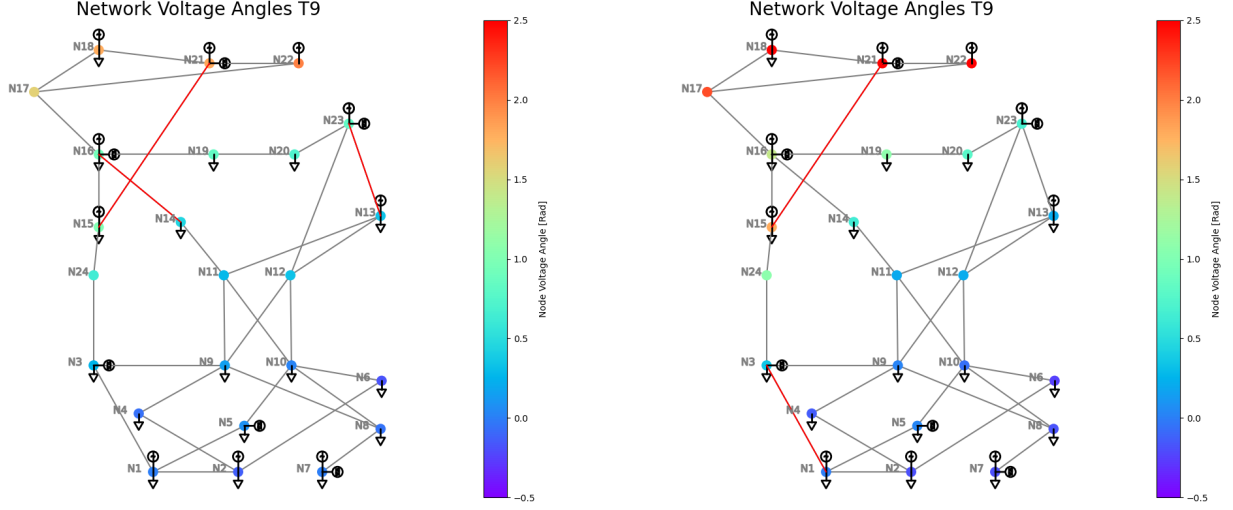 Network Voltage Angles T9
N18
N21
N22
N17
N23
N16
N19
N20
N13
N14
N15
N24
N11
N12
N3
N9
N10
N6
N4
N5
N8
N1
N2
N7
2.5
2.0
1.5
1.0
0.5
0.0
−0.5
Node Voltage Angle [Rad]
Network Voltage Angles T9
N18
N21
N22
N17
N23
N16
N19
N20
N13
N14
N15
N24
N11
N12
N3
N9
N10
N6
N4
N5
N8
N1
N2
N7
2.5
2.0
1.5
1.0
0.5
0.0
−0.5
Node Voltage Angle [Rad]